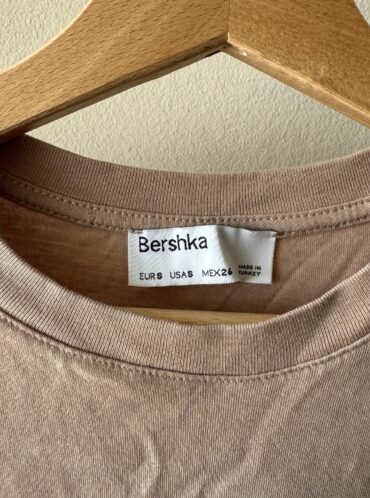 Bershka
EUR S USA S MEX 26 MADE IN
TURKEY